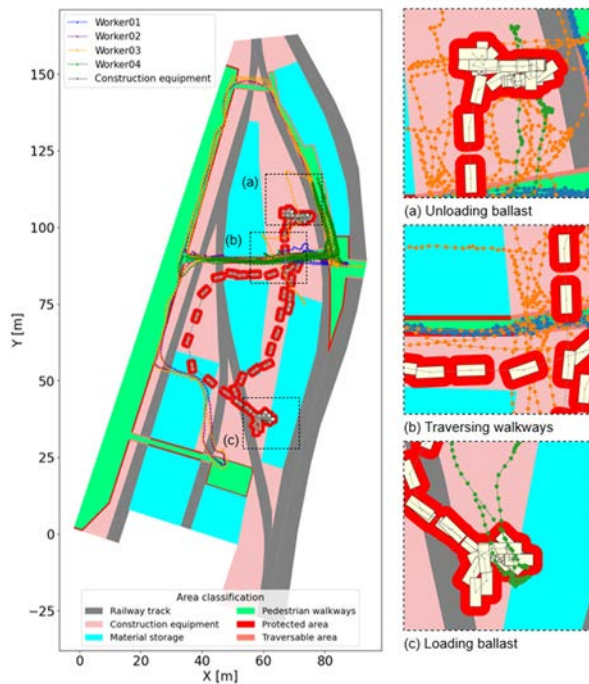 Worker01
Worker02
Worker03
Worker04
Construction equipment
150
125
100
75
50
25
0
−25
Y [m]
(a)
(b)
(c)
Area classification
Railway track
Construction equipment
Material storage
Pedestrian walkways
Protected area
Traversable area
0
20
40
60
80
X [m]
(a) Unloading ballast
(b) Traversing walkways
(c) Loading ballast